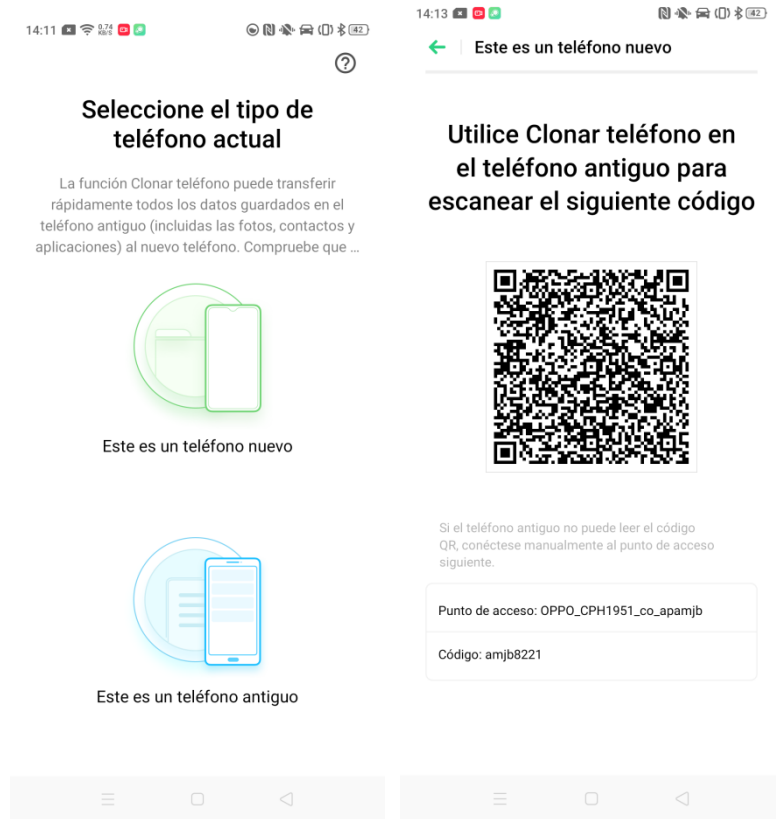 14:11
0.74
KB/S
42
Seleccione el tipo de
teléfono actual
La función Clonar teléfono puede transferir
rápidamente todos los datos guardados en el
teléfono antiguo (incluidas las fotos, contactos y
aplicaciones) al nuevo teléfono. Compruebe que ...
Este es un teléfono nuevo
Este es un teléfono antiguo
14:13
42
Este es un teléfono nuevo
Utilice Clonar teléfono en
el teléfono antiguo para
escanear el siguiente código
Si el teléfono antiguo no puede leer el código
QR, conéctese manualmente al punto de acceso
siguiente.
Punto de acceso: OPPO_CPH1951_co_apamjb
Código: amjb8221